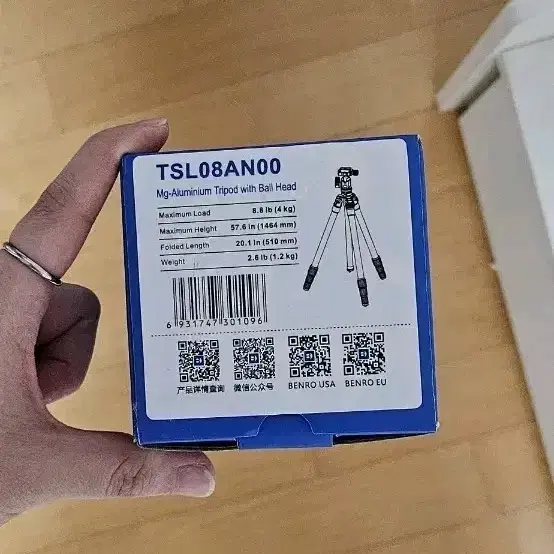 TSL08AN00
Mg-Aluminium Tripod with Ball Head
Maximum Load 8.8 lb (4 kg)
Maximum Height 57.6 in (1464 mm)
Folded Length 20.1 in (510 mm)
Weight 2.6 lb (1.2 kg)
6 931747 301096
产品详情查询 微信公众号 BENRO USA BENRO EU